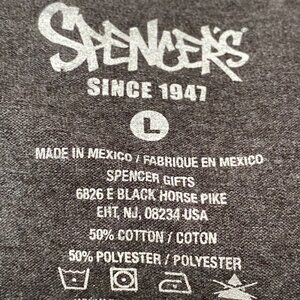 SPENCER'S
SINCE 1947
L
MADE IN MEXICO / FABRIQUE EN MEXICO
SPENCER GIFTS
6826 E BLACK HORSE PIKE
EHT, NJ, 08234 USA
50% COTTON / COTON
50% POLYESTER / POLYESTER